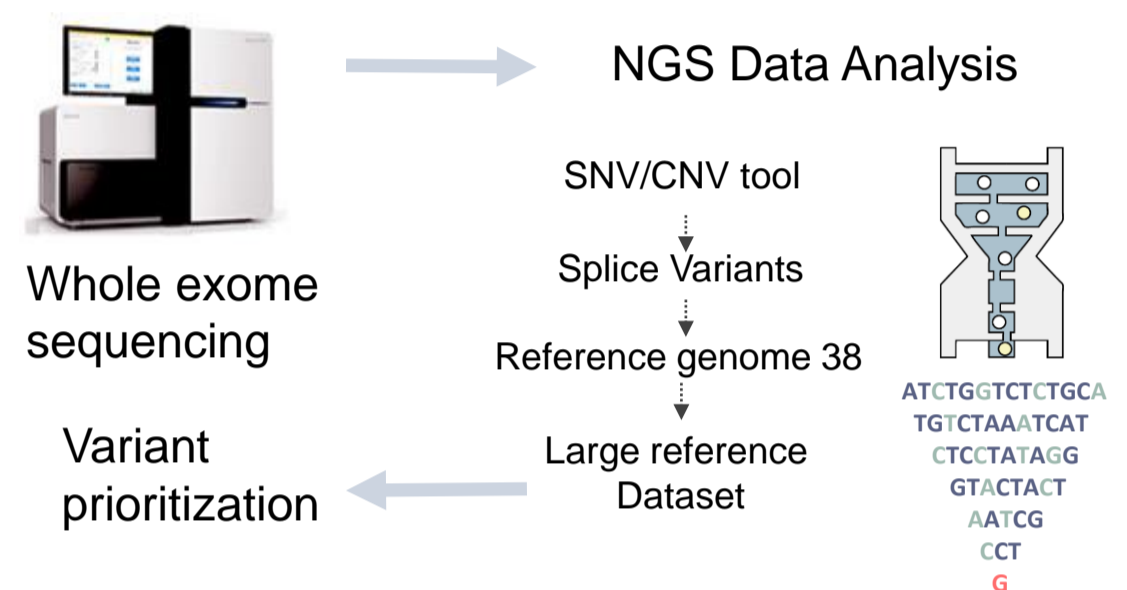 NGS Data Analysis
Whole exome
sequencing
SNV/CNV tool
Splice Variants
Reference genome 38
Large reference
Dataset
Variant
prioritization
ATCTGGTCTCTGCA
TGTCTAAATCAT
CTCCTATAGG
GTACTACT
AATCG
CCT
G